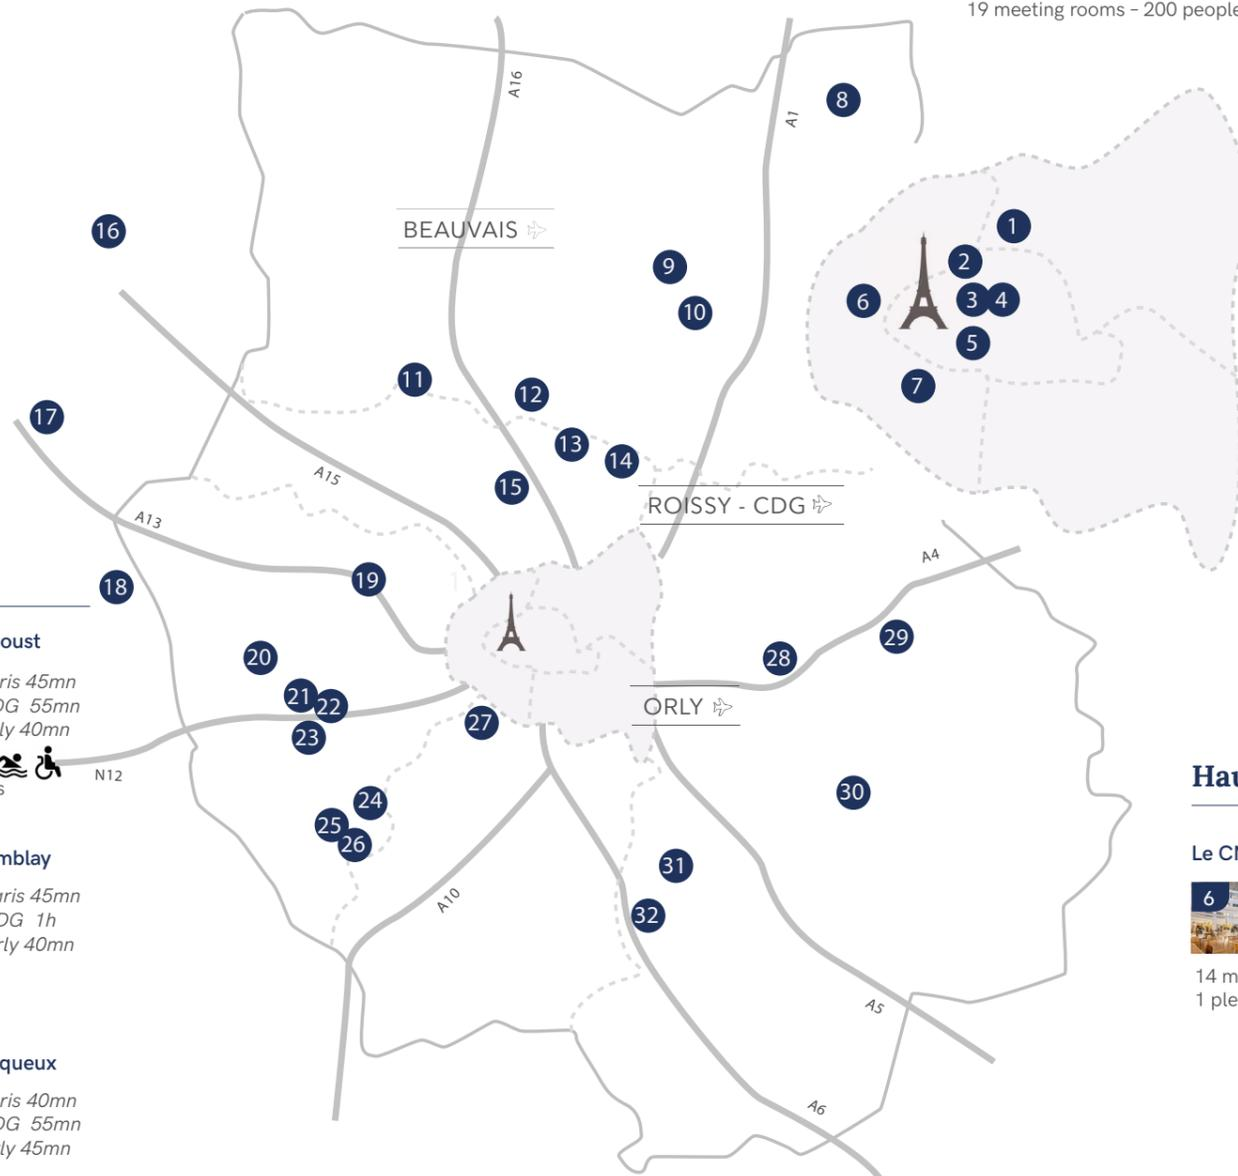 19 meeting rooms – 200 people
A16
A1
8
16
BEAUVAIS
1
2
9
6
3
4
10
5
11
7
12
17
13
14
A15
15
ROISSY - CDG
A13
A4
19
18
oust
29
20
28
ris 45mn
21
DG 55mn
22
ORLY
27
ly 40mn
23
N12
s
Hau
30
24
25
26
Le CN
mblay
31
ris 45mn
6
A10
DG 1h
32
rly 40mn
14 m
1 ple
A5
queux
ris 40mn
A6
DG 55mn
ly 45mn